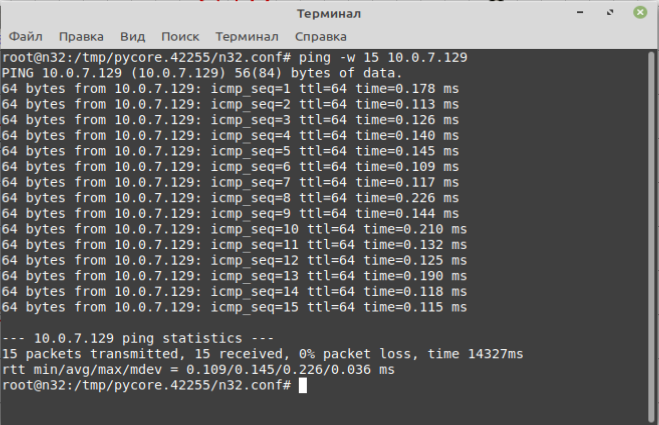 Терминал
Файл Правка Вид Поиск Терминал Справка
root@n32:/tmp/pycore.42255/n32.conf# ping -w 15 10.0.7.129
PING 10.0.7.129 (10.0.7.129) 56(84) bytes of data.
64 bytes from 10.0.7.129: icmp_seq=1 ttl=64 time=0.178 ms
64 bytes from 10.0.7.129: icmp_seq=2 ttl=64 time=0.113 ms
64 bytes from 10.0.7.129: icmp_seq=3 ttl=64 time=0.126 ms
64 bytes from 10.0.7.129: icmp_seq=4 ttl=64 time=0.140 ms
64 bytes from 10.0.7.129: icmp_seq=5 ttl=64 time=0.145 ms
64 bytes from 10.0.7.129: icmp_seq=6 ttl=64 time=0.109 ms
64 bytes from 10.0.7.129: icmp_seq=7 ttl=64 time=0.117 ms
64 bytes from 10.0.7.129: icmp_seq=8 ttl=64 time=0.226 ms
64 bytes from 10.0.7.129: icmp_seq=9 ttl=64 time=0.144 ms
64 bytes from 10.0.7.129: icmp_seq=10 ttl=64 time=0.210 ms
64 bytes from 10.0.7.129: icmp_seq=11 ttl=64 time=0.132 ms
64 bytes from 10.0.7.129: icmp_seq=12 ttl=64 time=0.125 ms
64 bytes from 10.0.7.129: icmp_seq=13 ttl=64 time=0.190 ms
64 bytes from 10.0.7.129: icmp_seq=14 ttl=64 time=0.118 ms
64 bytes from 10.0.7.129: icmp_seq=15 ttl=64 time=0.115 ms
--- 10.0.7.129 ping statistics ---
15 packets transmitted, 15 received, 0% packet loss, time 14327ms
rtt min/avg/max/mdev = 0.109/0.145/0.226/0.036 ms
root@n32:/tmp/pycore.42255/n32.conf#